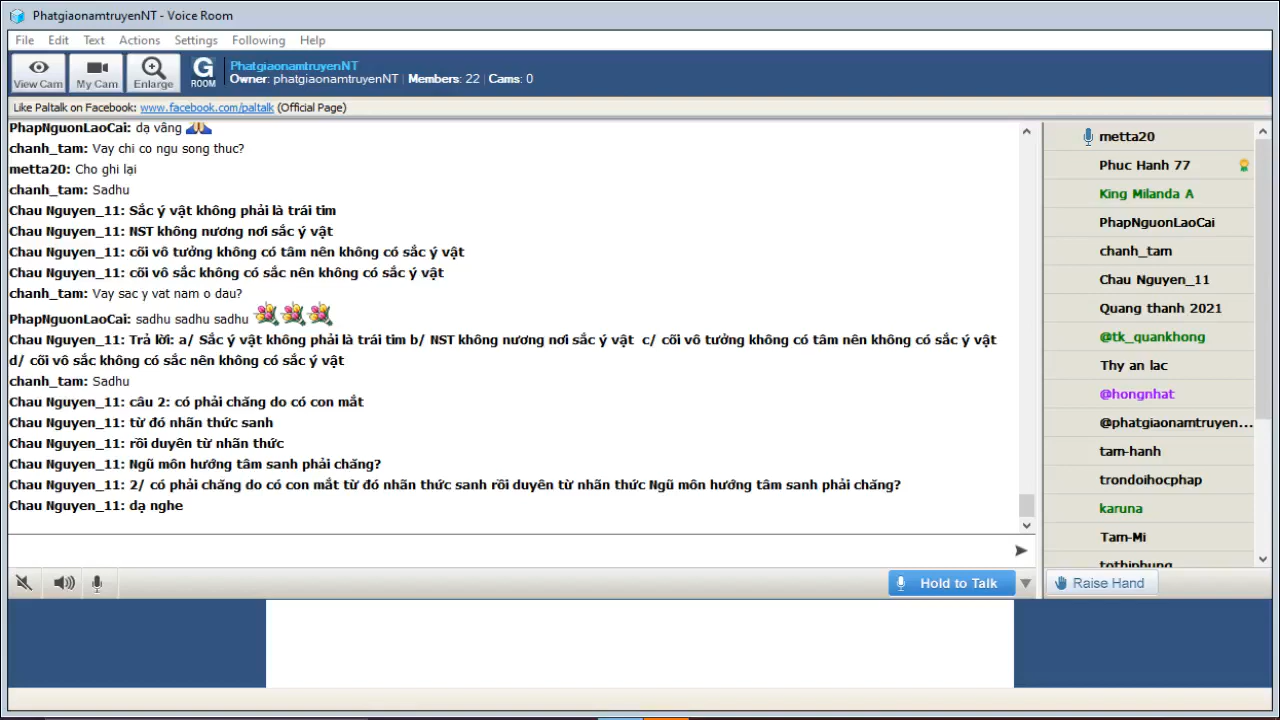 PhatgiaonamtruyenNT - Voice Room
File Edit Text Actions Settings Following Help
View Cam
My Cam
Enlarge
G ROOM
PhatgiaonamtruyenNT
Owner: phatgiaonamtruyenNT | Members: 22 | Cams: 0
Like Paltalk on Facebook: www.facebook.com/paltalk (Official Page)
PhapNguonLaoCai: dạ vâng
chanh_tam: Vay chi co ngu song thuc?
metta20: Cho ghi lại
chanh_tam: Sadhu
Chau Nguyen_11: Sắc ý vật không phải là trái tim
Chau Nguyen_11: NST không nương nơi sắc ý vật
Chau Nguyen_11: cõi vô tưởng không có tâm nên không có sắc ý vật
Chau Nguyen_11: cõi vô sắc không có sắc nên không có sắc ý vật
chanh_tam: Vay sac y vat nam o dau?
PhapNguonLaoCai: sadhu sadhu sadhu
Chau Nguyen_11: Trả lời: a/ Sắc ý vật không phải là trái tim b/ NST không nương nơi sắc ý vật c/ cõi vô tưởng không có tâm nên không có sắc ý vật
d/ cõi vô sắc không có sắc nên không có sắc ý vật
chanh_tam: Sadhu
Chau Nguyen_11: câu 2: có phải chăng do có con mắt
Chau Nguyen_11: từ đó nhãn thức sanh
Chau Nguyen_11: rồi duyên từ nhãn thức
Chau Nguyen_11: Ngũ môn hướng tâm sanh phải chăng?
Chau Nguyen_11: 2/ có phải chăng do có con mắt từ đó nhãn thức sanh rồi duyên từ nhãn thức Ngũ môn hướng tâm sanh phải chăng?
Chau Nguyen_11: dạ nghe
Hold to Talk
metta20
Phuc Hanh 77
King Milanda A
PhapNguonLaoCai
chanh_tam
Chau Nguyen_11
Quang thanh 2021
@tk_quankhong
Thy an lac
@hongnhat
@phatgiaonamtruyen...
tam-hanh
trondoihocphap
karuna
Tam-Mi
tothiphung
Raise Hand